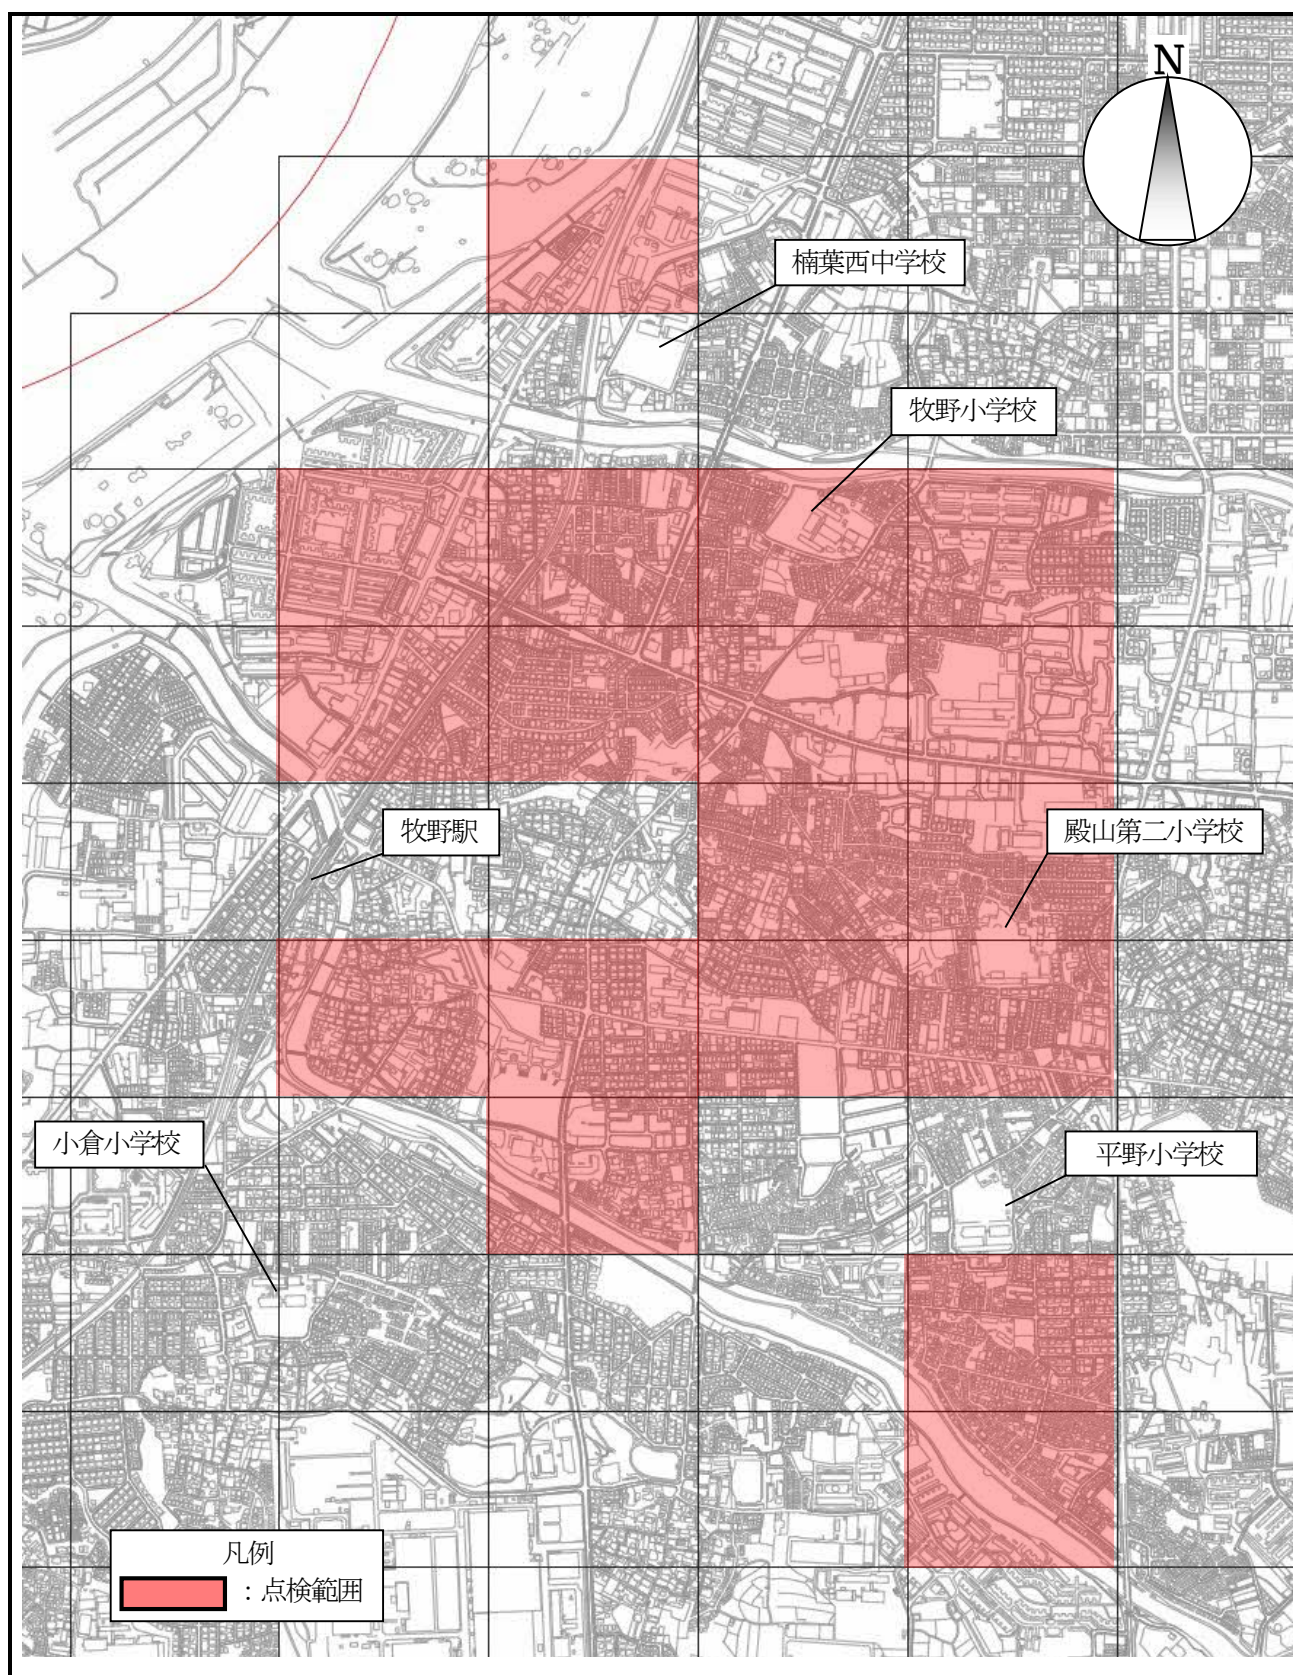 N
楠葉西中学校
牧野小学校
牧野駅
殿山第二小学校
小倉小学校
平野小学校
凡例
：点検範囲